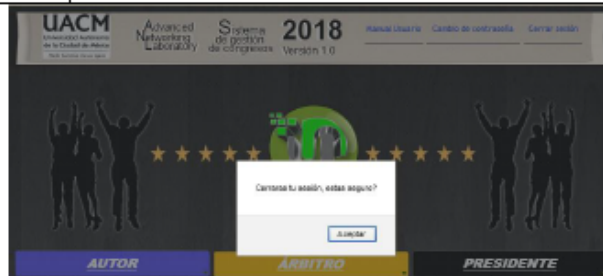 UACM
Universidad Autónoma
de la Ciudad de México
Advanced
Networking
Laboratory
Sistema
de gestión
de congresos
2018
Versión 1.0
Manual Usuario
Cambio de contraseña
Cerrar sesión
Cerraras tu sesión, estas seguro?
Aceptar
AUTOR
ÁRBITRO
PRESIDENTE